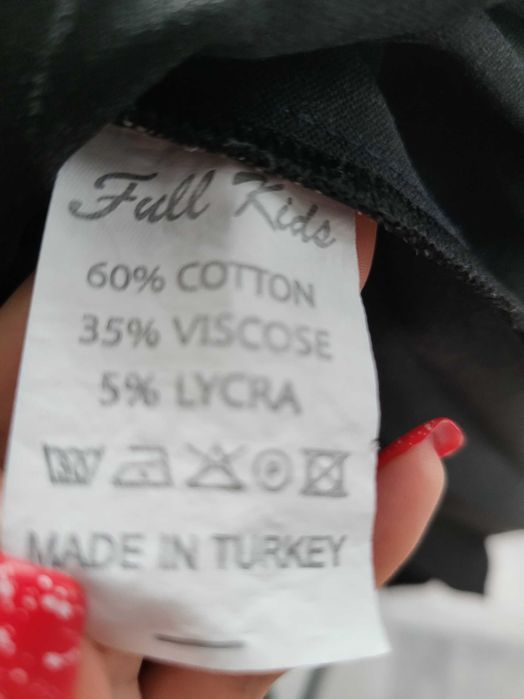 Full Kids
60% COTTON
35% VISCOSE
5% LYCRA
MADE IN TURKEY